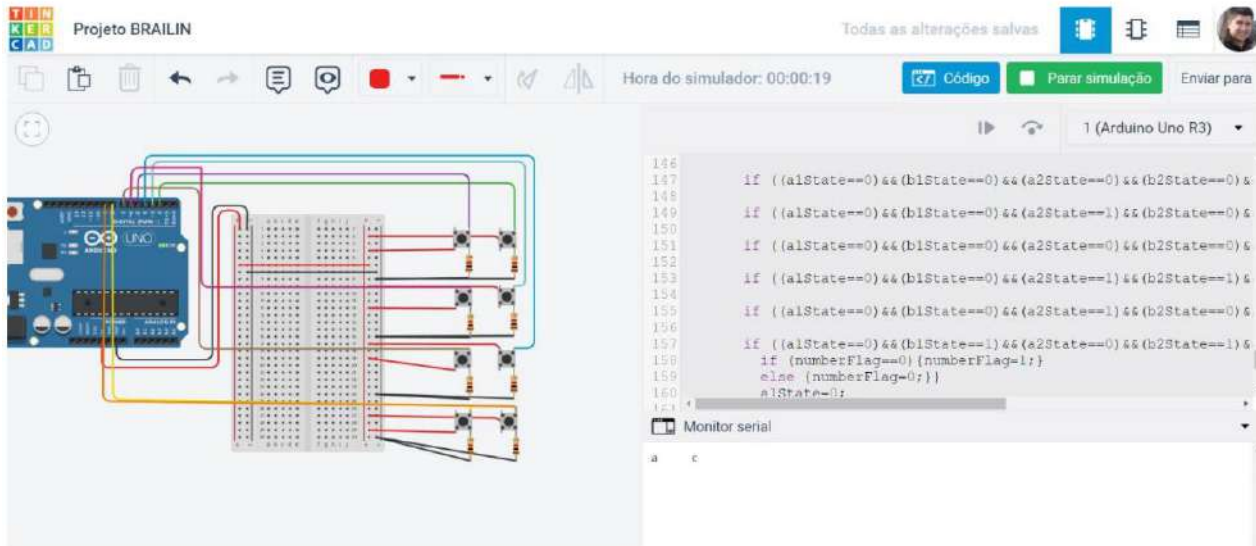 TINKERCAD
Projeto BRAILIN
Todas as alterações salvas
Hora do simulador: 00:00:19
Código
Parar simulação
Enviar para
1 (Arduino Uno R3)
146
147 if ((a1State==0)&&(b1State==0)&&(a2State==0)&&(b2State==0)&
148
149 if ((a1State==0)&&(b1State==0)&&(a2State==1)&&(b2State==0)&
150
151 if ((a1State==0)&&(b1State==0)&&(a2State==0)&&(b2State==0)&
152
153 if ((a1State==0)&&(b1State==0)&&(a2State==1)&&(b2State==1)&
154
155 if ((a1State==0)&&(b1State==0)&&(a2State==1)&&(b2State==0)&
156
157 if ((a1State==0)&&(b1State==1)&&(a2State==0)&&(b2State==1)&
158 if (numberFlag==0){numberFlag=1;}
159 else {numberFlag=0;}}
160 a1State=0;
Monitor serial
a c
UNO